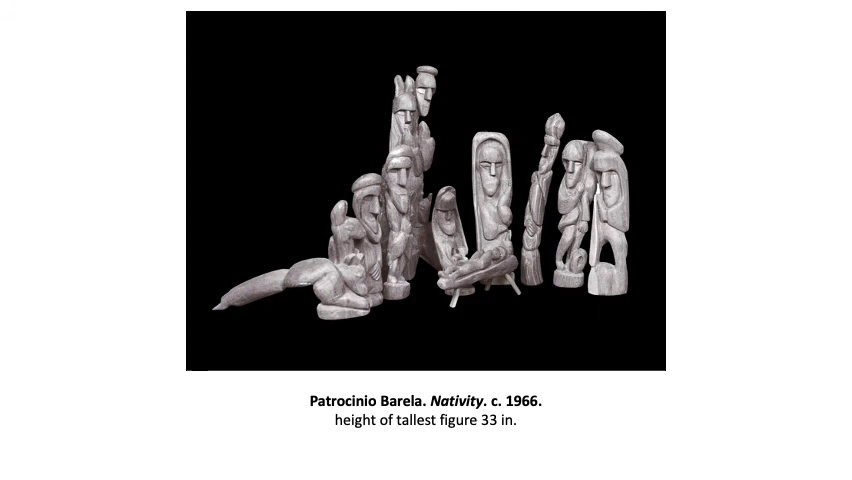 Patrocinio Barela. Nativity. c. 1966.
height of tallest figure 33 in.